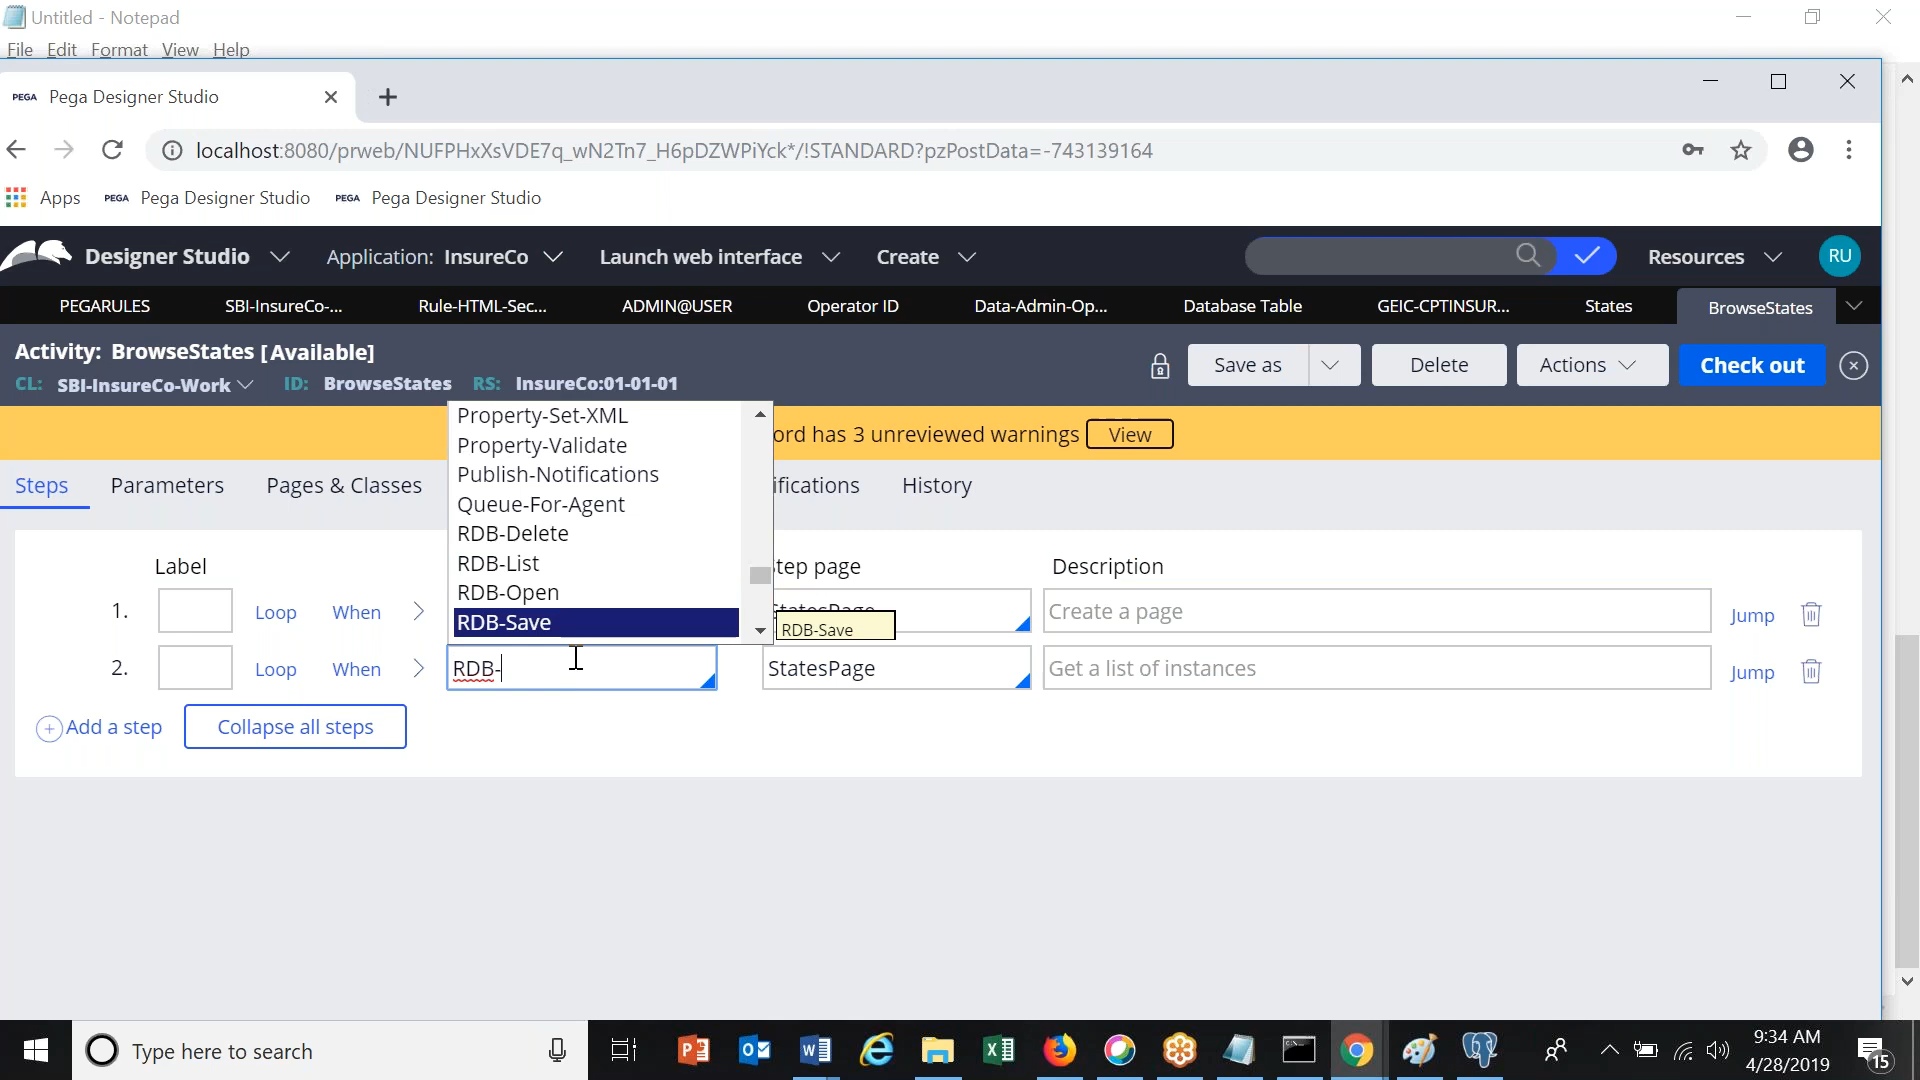 Untitled - Notepad
File Edit Format View Help
PEGA Pega Designer Studio
localhost:8080/prweb/NUFPHxXsVDE7q_wN2Tn7_H6pDZWPiYck*/!STANDARD?pzPostData=-743139164
Apps PEGA Pega Designer Studio PEGA Pega Designer Studio
Designer Studio Application: InsureCo Launch web interface Create Resources RU
PEGARULES SBI-InsureCo-... Rule-HTML-Sec... ADMIN@USER Operator ID Data-Admin-Op... Database Table GEIC-CPTINSUR... States BrowseStates
Activity: BrowseStates [Available] Save as Delete Actions Check out
CL: SBI-InsureCo-Work ID: BrowseStates RS: InsureCo:01-01-01
Property-Set-XML
ord has 3 unreviewed warnings View
Property-Validate
Publish-Notifications
Steps Parameters Pages & Classes ifications History
Queue-For-Agent
RDB-Delete
RDB-List
Label tep page Description
RDB-Open
1. Loop When StatesPage Create a page Jump
RDB-Save RDB-Save
2. Loop When RDB- StatesPage Get a list of instances Jump
Add a step Collapse all steps
Type here to search
9:34 AM
4/28/2019
15